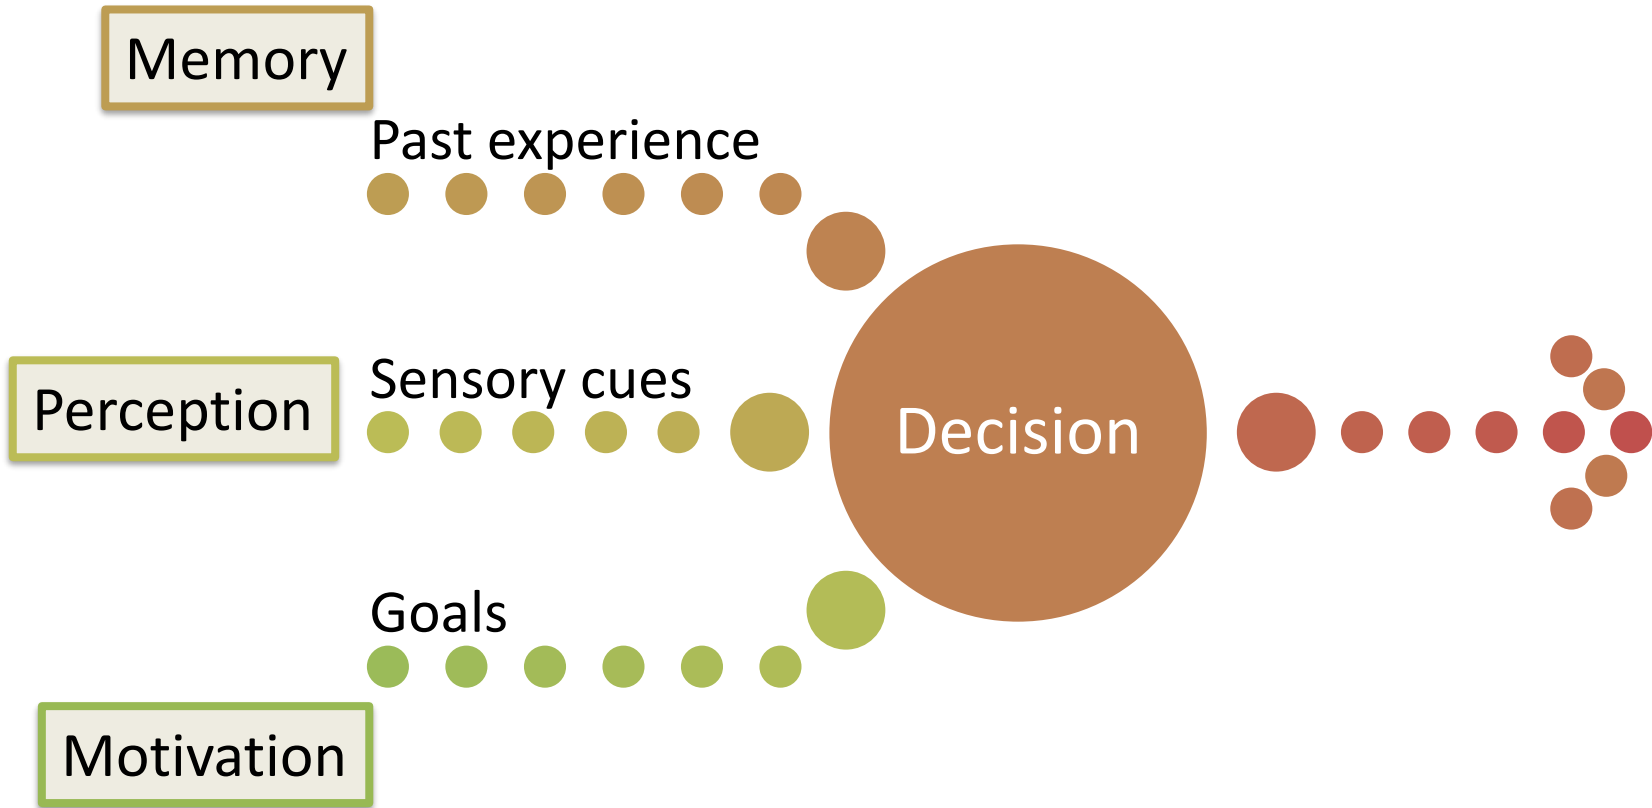 Memory
Past experience
Sensory cues
Perception
Decision
Goals
Motivation